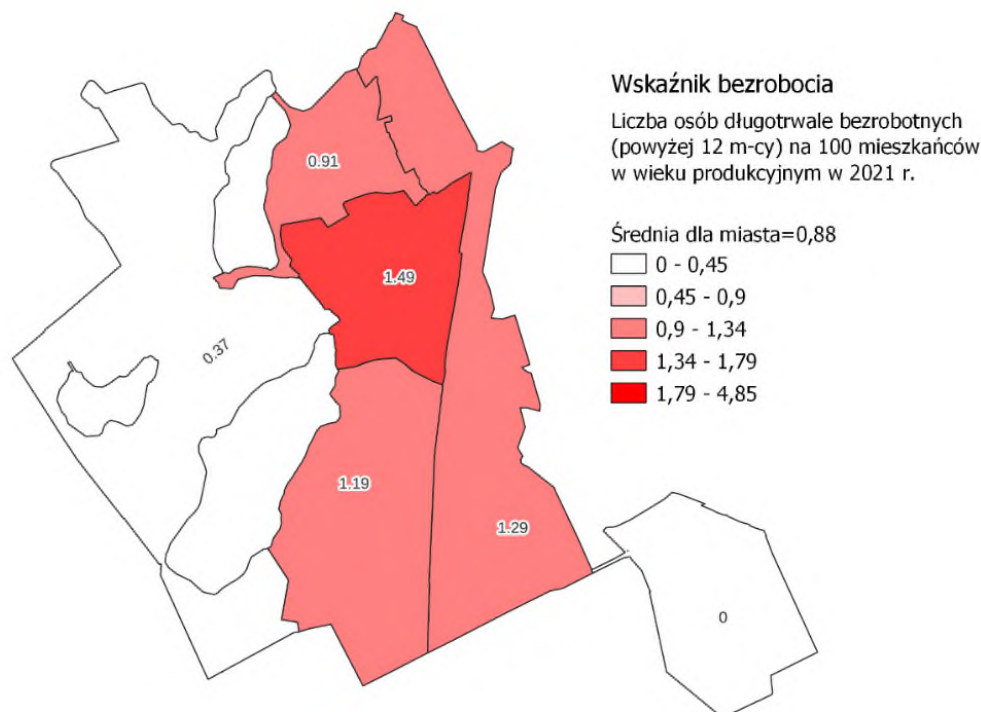 Wskaźnik bezrobocia
Liczba osób długotrwale bezrobotnych
(powyżej 12 m-cy) na 100 mieszkańców
w wieku produkcyjnym w 2021 r.
Średnia dla miasta=0,88
0 - 0,45
0,45 - 0,9
0,9 - 1,34
1,34 - 1,79
1,79 - 4,85
0.91
1.49
0.37
1.19
1.29
0